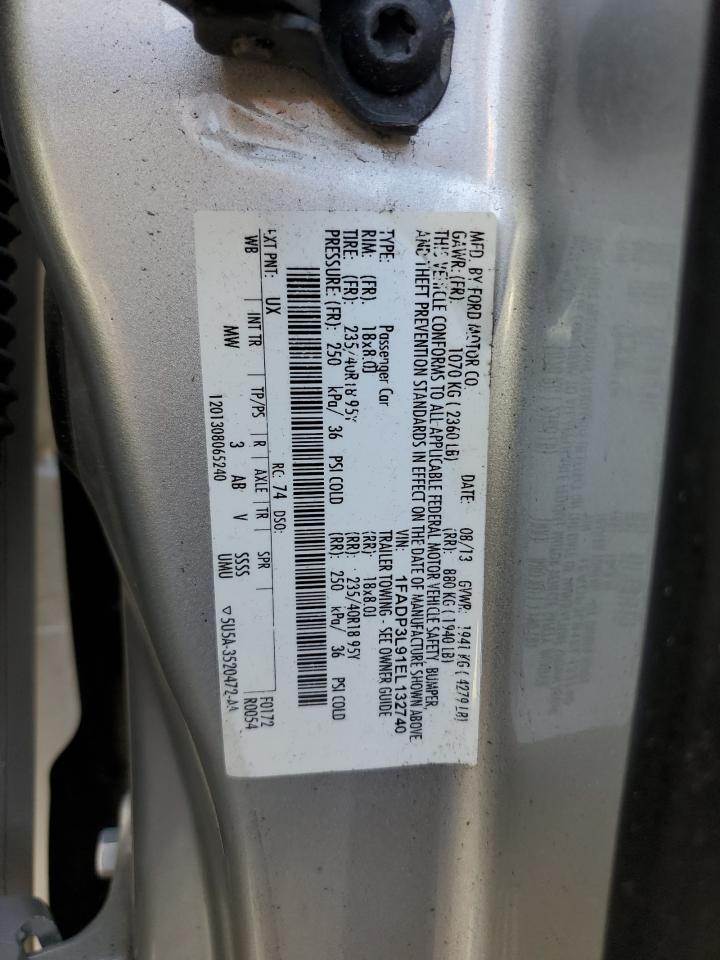 MFD. BY FORD MOTOR CO.
DATE: 08/13 GVWR: 1941 KG ( 4279 LB)
GAWR: (FR) 1070 KG ( 2360 LB) (RR): 880 KG ( 1940 LB)
THIS VEHICLE CONFORMS TO ALL APPLICABLE FEDERAL MOTOR VEHICLE SAFETY, BUMPER,
AND THEFT PREVENTION STANDARDS IN EFFECT ON THE DATE OF MANUFACTURE SHOWN ABOVE
VIN: 1FADP3L91EL132740
TYPE: Passenger Car TRAILER TOWING - SEE OWNER GUIDE
RIM: (FR) 18x8.0J (RR): 18x8.0J
TIRE: (FR): 235/40R18 95Y (RR): 235/40R18 95Y
PRESSURE: (FR): 250 kPa/ 36 PSI COLD (RR): 250 kPa/ 36 PSI COLD
RC: 74 DSO: F0172
EXT PNT: UX R0054
WB INT TR TP/PS R AXLE TR SPR
MW 3 AB V SSSS
UMU
1201308065240 ▽ 5U5A-3520472-AA